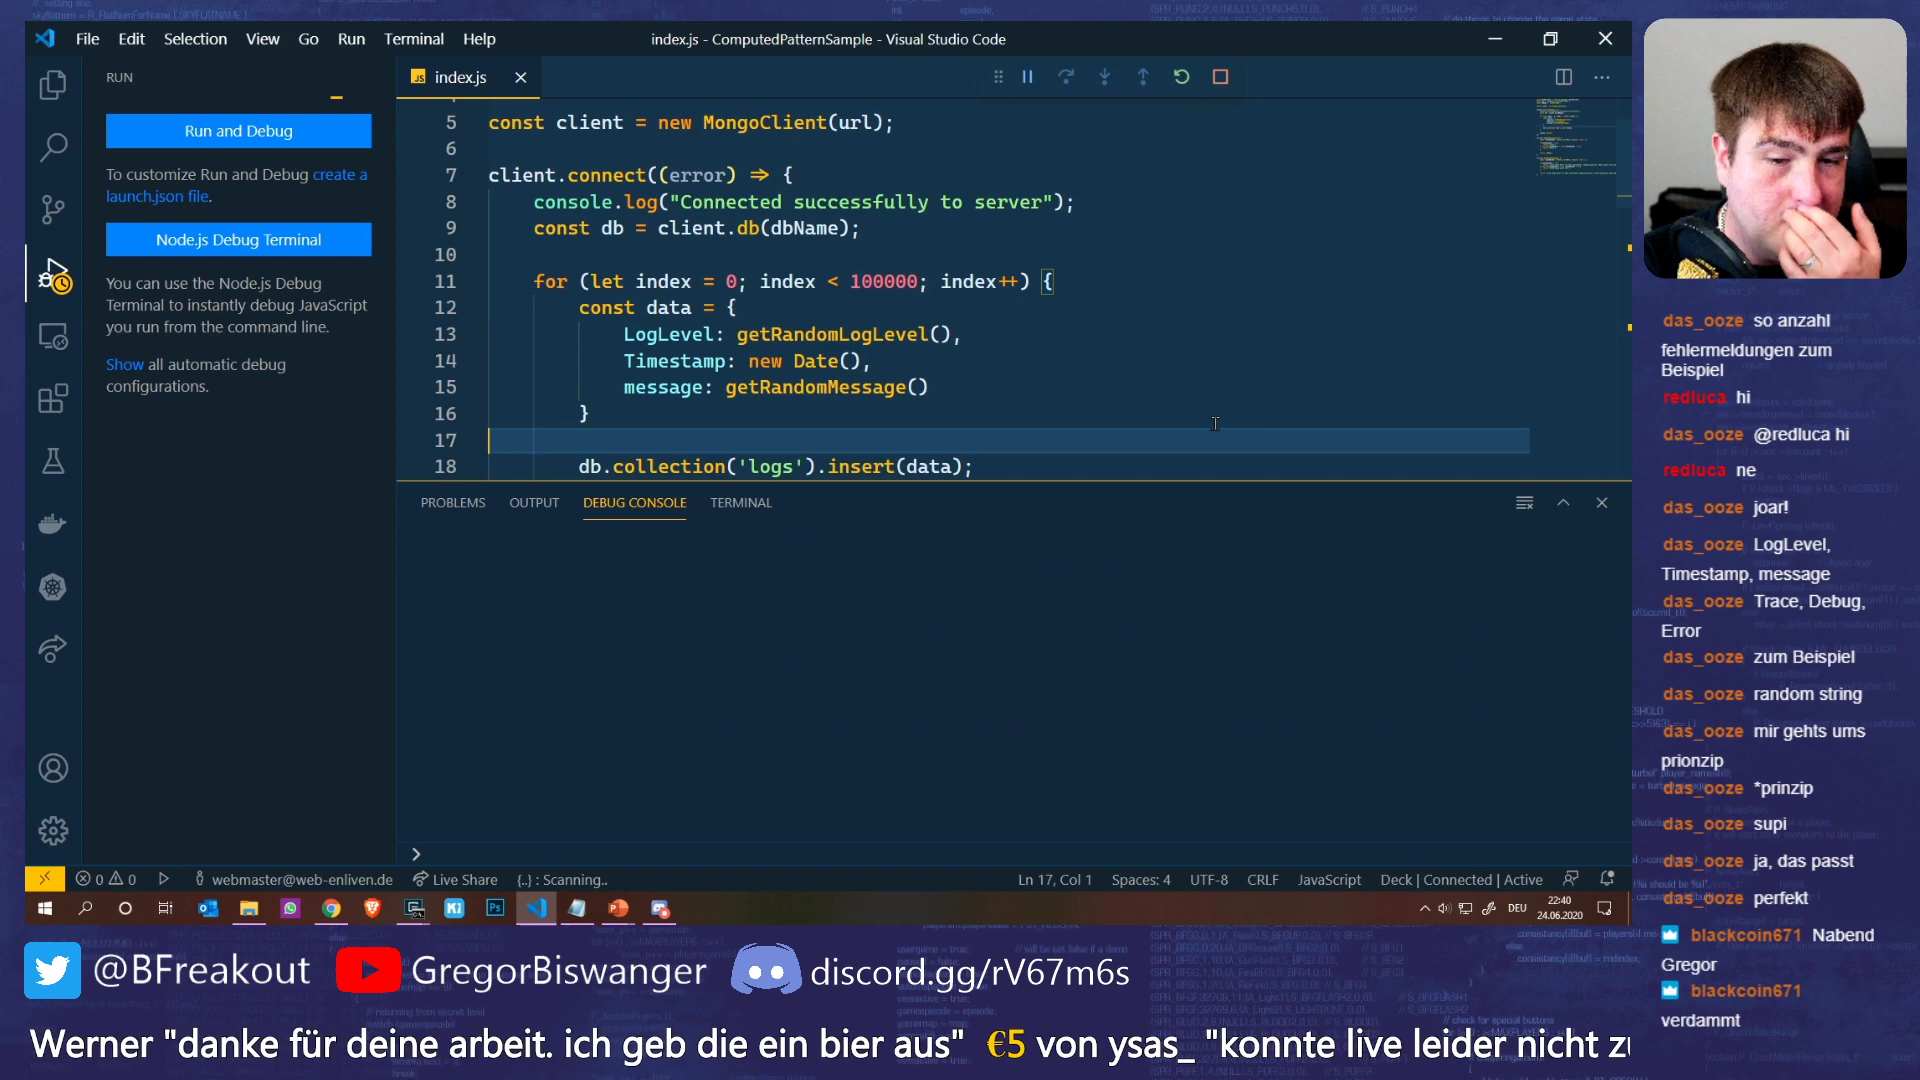 File Edit Selection View Go Run Terminal Help
index.js - ComputedPatternSample - Visual Studio Code
RUN
Run and Debug
To customize Run and Debug create a
launch.json file.
Node.js Debug Terminal
You can use the Node.js Debug
Terminal to instantly debug JavaScript
you run from the command line.
Show all automatic debug
configurations.
JS index.js
5 const client = new MongoClient(url);
6
7 client.connect((error) => {
8 console.log("Connected successfully to server");
9 const db = client.db(dbName);
10
11 for (let index = 0; index < 100000; index++) {
12 const data = {
13 LogLevel: getRandomLogLevel(),
14 Timestamp: new Date(),
15 message: getRandomMessage()
16 }
17
18 db.collection('logs').insert(data);
PROBLEMS OUTPUT DEBUG CONSOLE TERMINAL
0 0 webmaster@web-enliven.de Live Share {..} : Scanning..
Ln 17, Col 1 Spaces: 4 UTF-8 CRLF JavaScript Deck | Connected | Active
Ps
DEU 22:40
24.06.2020
das_ooze so anzahl
fehlermeldungen zum
Beispiel
redluca hi
das_ooze @redluca hi
redluca ne
das_ooze joar!
das_ooze LogLevel,
Timestamp, message
das_ooze Trace, Debug,
Error
das_ooze zum Beispiel
das_ooze random string
das_ooze mir gehts ums
prionzip
das_ooze *prinzip
das_ooze supi
das_ooze ja, das passt
das_ooze perfekt
blackcoin671 Nabend
Gregor
blackcoin671
verdammt
@BFreakout GregorBiswanger discord.gg/rV67m6s
Werner "danke für deine arbeit. ich geb die ein bier aus" €5 von ysas_ "konnte live leider nicht